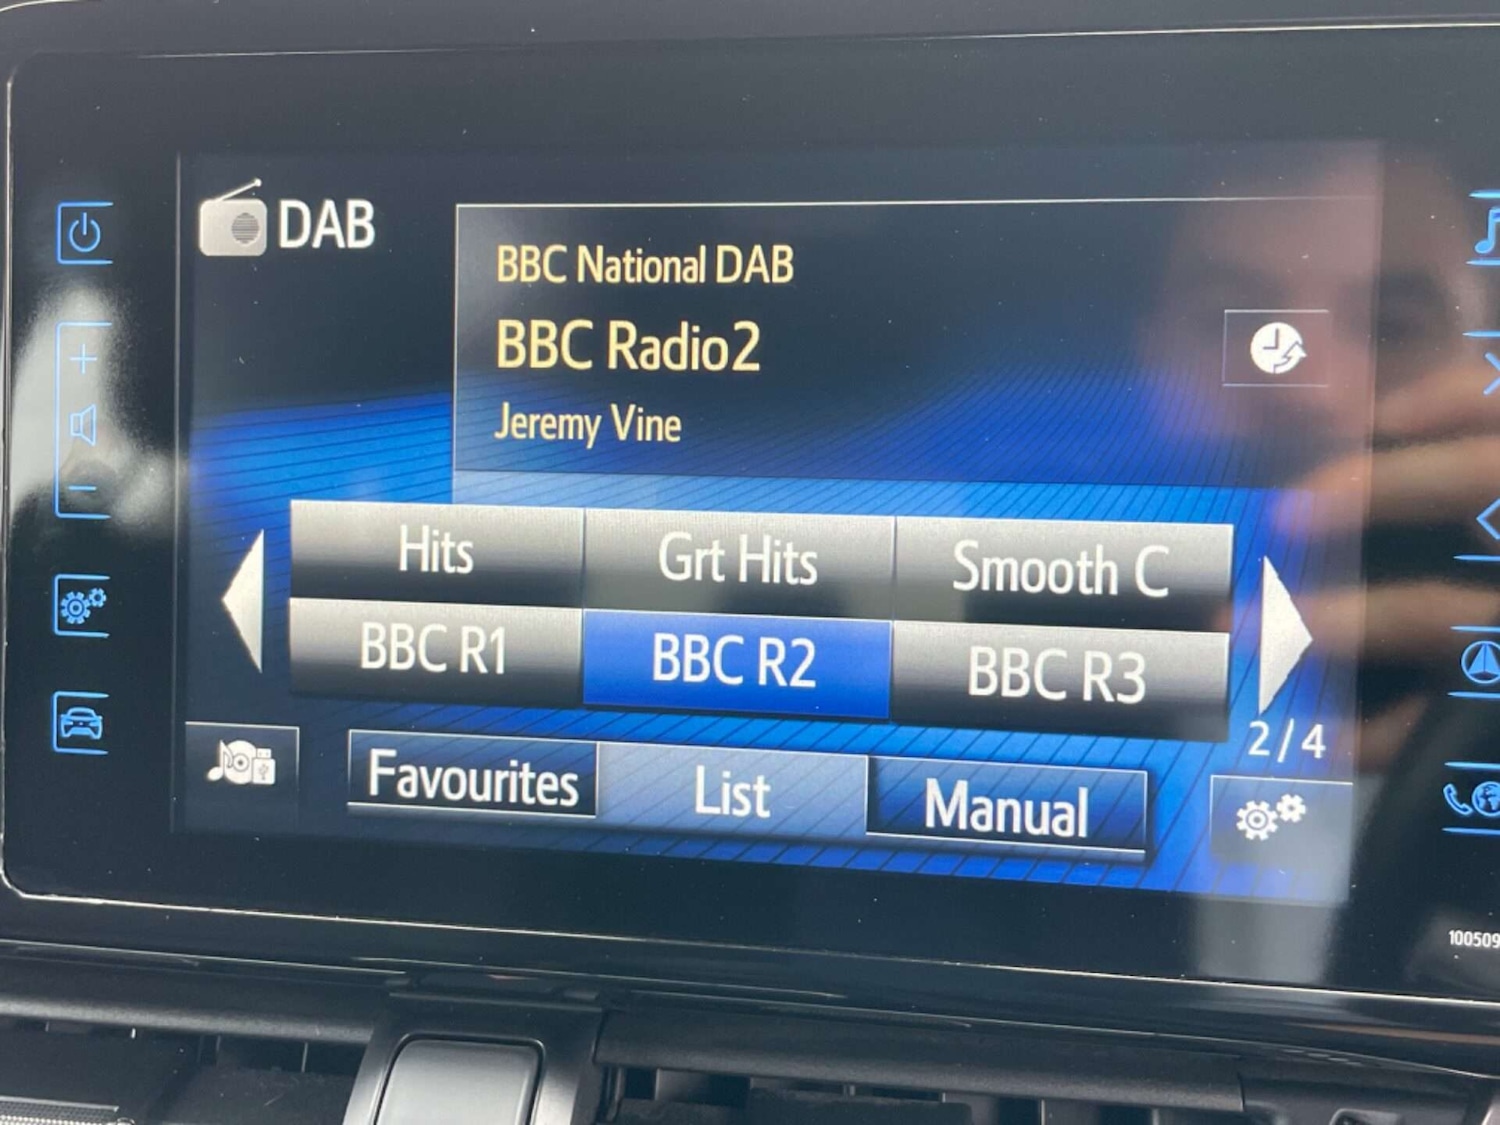 DAB
BBC National DAB
BBC Radio2
Jeremy Vine
Hits Grt Hits Smooth C
BBC R1 BBC R2 BBC R3
2/4
Favourites List Manual
100509